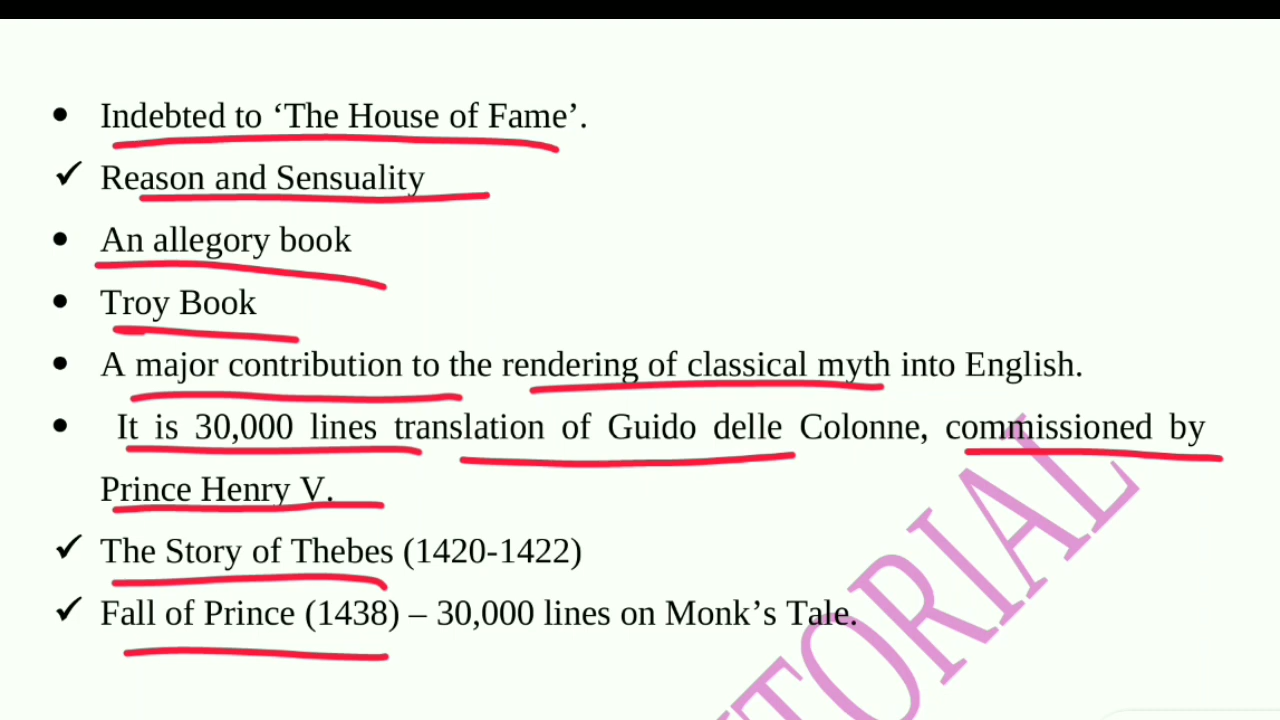 • Indebted to ‘The House of Fame’.
✓ Reason and Sensuality
• An allegory book
• Troy Book
• A major contribution to the rendering of classical myth into English.
• It is 30,000 lines translation of Guido delle Colonne, commissioned by
Prince Henry V.
✓ The Story of Thebes (1420-1422)
✓ Fall of Prince (1438) – 30,000 lines on Monk’s Tale.
TORIAL